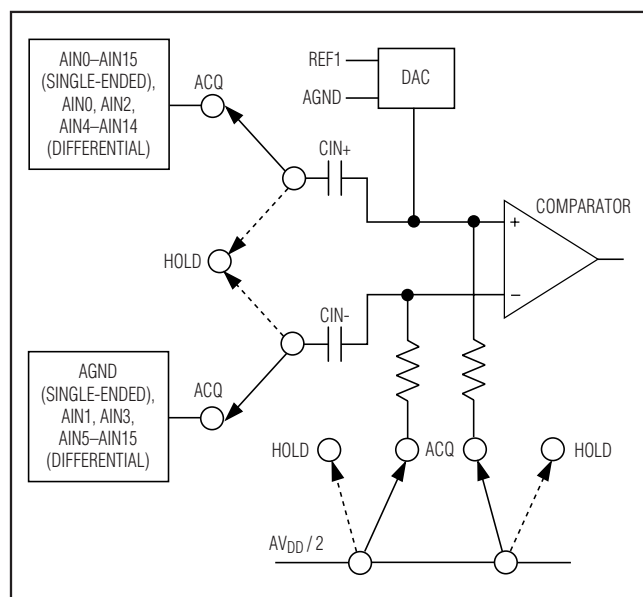 AIN0–AIN15
(SINGLE-ENDED),
AIN0, AIN2,
AIN4–AIN14
(DIFFERENTIAL)
ACQ
REF1
AGND
DAC
CIN+
COMPARATOR
+
−
HOLD
CIN-
AGND
(SINGLE-ENDED),
AIN1, AIN3,
AIN5–AIN15
(DIFFERENTIAL)
ACQ
HOLD
ACQ
HOLD
AVDD / 2